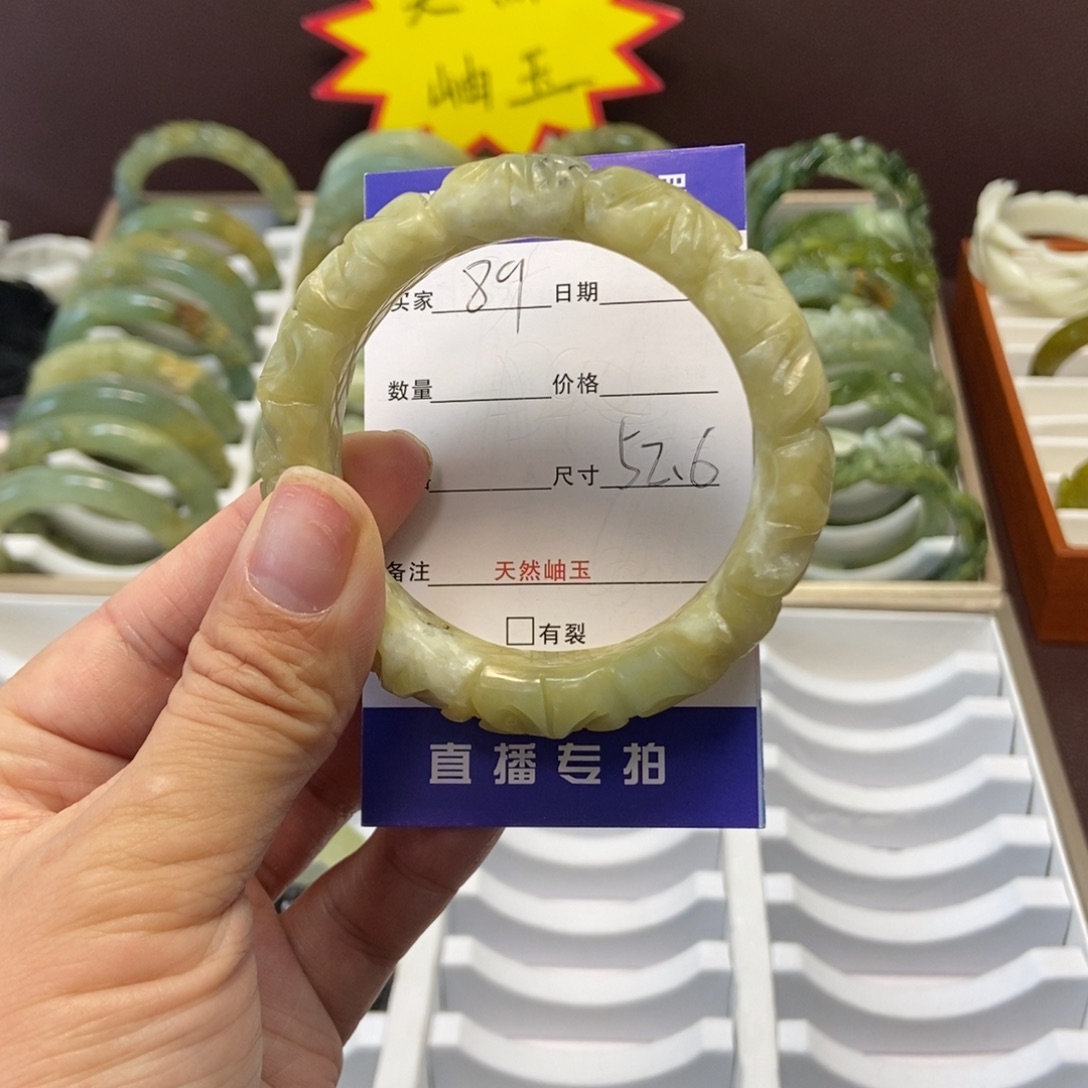 岫玉
买家 89 日期
数量 价格
尺寸 52.6
备注 天然岫玉
□有裂
直播专拍